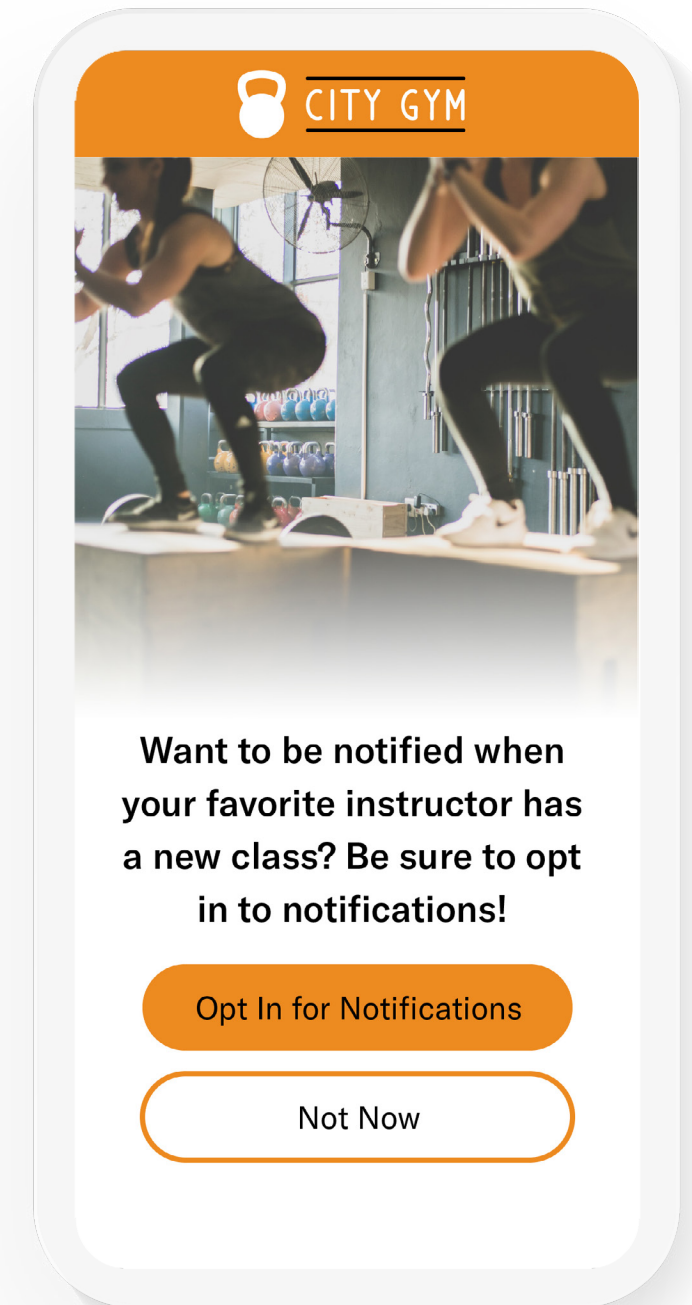 CITY GYM
Want to be notified when
your favorite instructor has
a new class? Be sure to opt
in to notifications!
Opt In for Notifications
Not Now